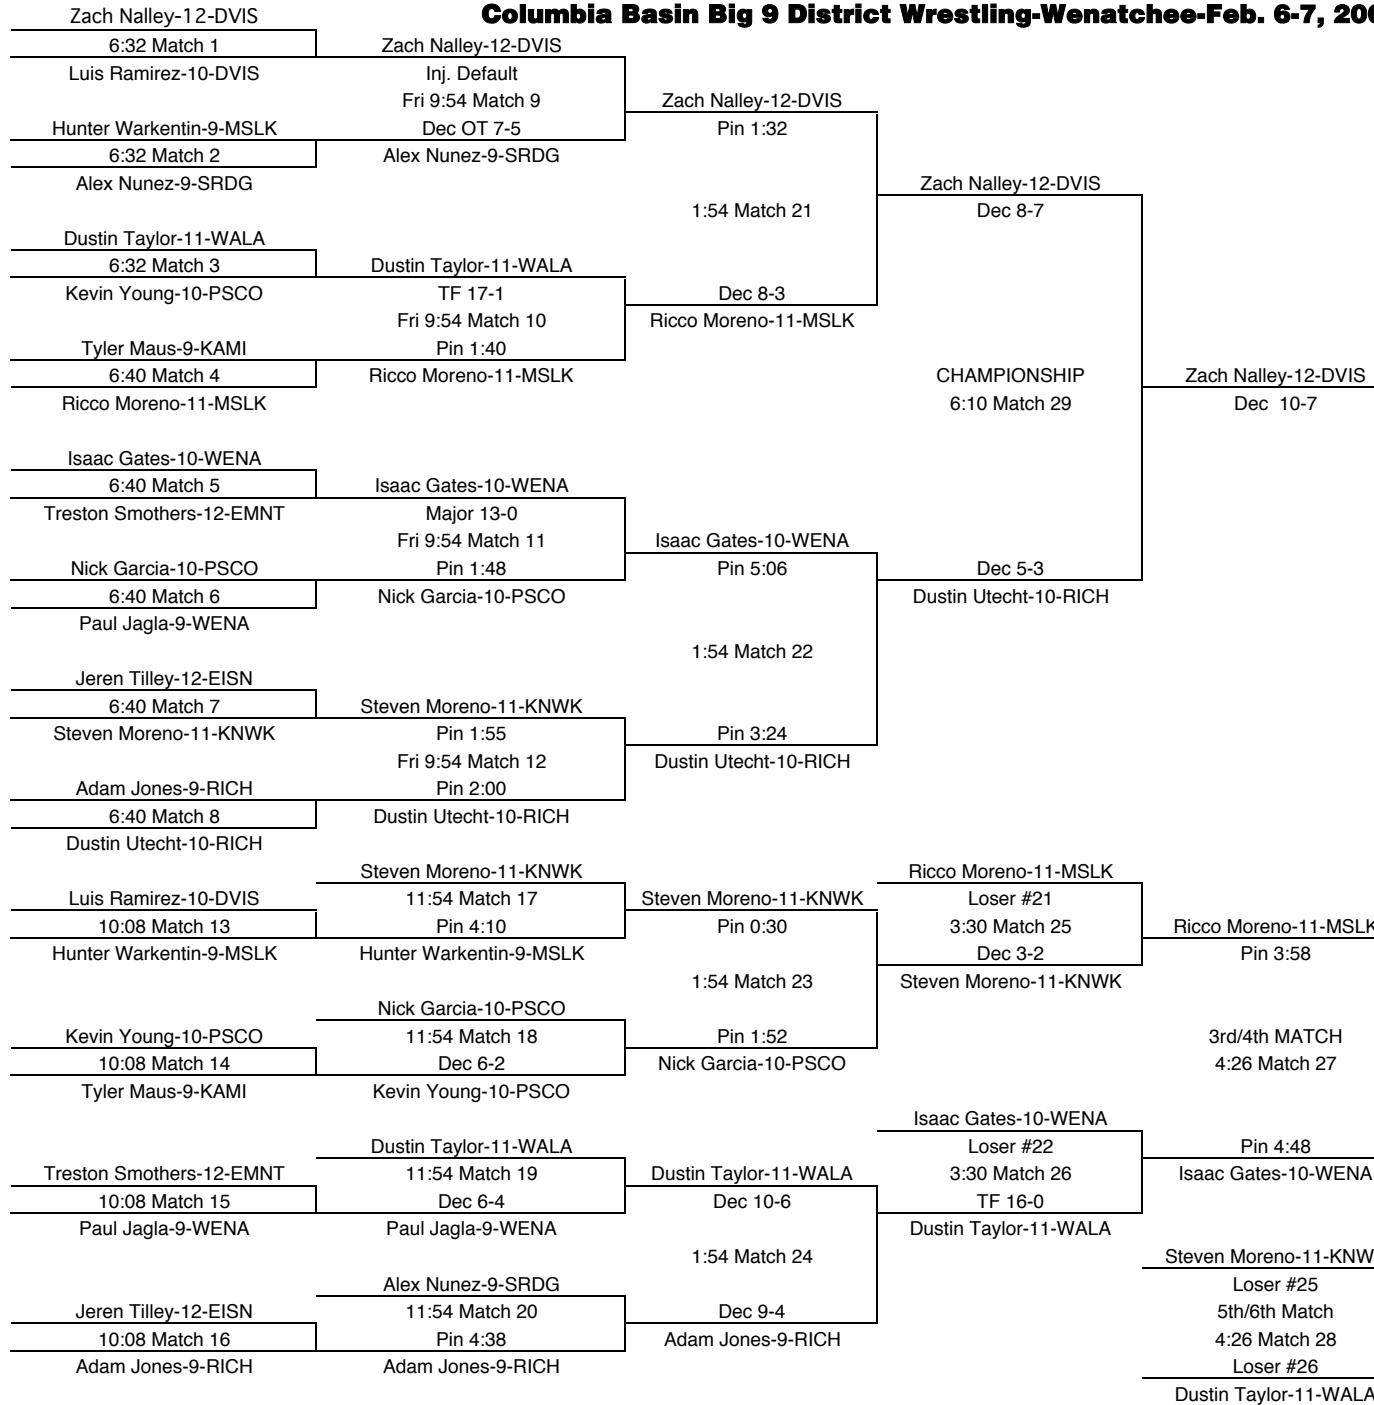 Columbia Basin Big 9 District Wrestling-Wenatchee-Feb. 6-7, 200
Zach Nalley-12-DVIS
6:32 Match 1
Luis Ramirez-10-DVIS
Hunter Warkentin-9-MSLK
6:32 Match 2
Alex Nunez-9-SRDG
Dustin Taylor-11-WALA
6:32 Match 3
Kevin Young-10-PSCO
Tyler Maus-9-KAMI
6:40 Match 4
Ricco Moreno-11-MSLK
Isaac Gates-10-WENA
6:40 Match 5
Treston Smothers-12-EMNT
Nick Garcia-10-PSCO
6:40 Match 6
Paul Jagla-9-WENA
Jeren Tilley-12-EISN
6:40 Match 7
Steven Moreno-11-KNWK
Adam Jones-9-RICH
6:40 Match 8
Dustin Utecht-10-RICH
Zach Nalley-12-DVIS
Inj. Default
Fri 9:54 Match 9
Dec OT 7-5
Alex Nunez-9-SRDG
Dustin Taylor-11-WALA
TF 17-1
Fri 9:54 Match 10
Pin 1:40
Ricco Moreno-11-MSLK
Isaac Gates-10-WENA
Major 13-0
Fri 9:54 Match 11
Pin 1:48
Nick Garcia-10-PSCO
Steven Moreno-11-KNWK
Pin 1:55
Fri 9:54 Match 12
Pin 2:00
Dustin Utecht-10-RICH
Zach Nalley-12-DVIS
Pin 1:32
1:54 Match 21
Dec 8-3
Ricco Moreno-11-MSLK
Isaac Gates-10-WENA
Pin 5:06
1:54 Match 22
Pin 3:24
Dustin Utecht-10-RICH
Zach Nalley-12-DVIS
Dec 8-7
CHAMPIONSHIP
6:10 Match 29
Dec 5-3
Dustin Utecht-10-RICH
Zach Nalley-12-DVIS
Dec  10-7
Luis Ramirez-10-DVIS
10:08 Match 13
Hunter Warkentin-9-MSLK
Kevin Young-10-PSCO
10:08 Match 14
Tyler Maus-9-KAMI
Treston Smothers-12-EMNT
10:08 Match 15
Paul Jagla-9-WENA
Jeren Tilley-12-EISN
10:08 Match 16
Adam Jones-9-RICH
Steven Moreno-11-KNWK
11:54 Match 17
Pin 4:10
Hunter Warkentin-9-MSLK
Nick Garcia-10-PSCO
11:54 Match 18
Dec 6-2
Kevin Young-10-PSCO
Dustin Taylor-11-WALA
11:54 Match 19
Dec 6-4
Paul Jagla-9-WENA
Alex Nunez-9-SRDG
11:54 Match 20
Pin 4:38
Adam Jones-9-RICH
Steven Moreno-11-KNWK
Pin 0:30
1:54 Match 23
Pin 1:52
Nick Garcia-10-PSCO
Dustin Taylor-11-WALA
Dec 10-6
1:54 Match 24
Dec 9-4
Adam Jones-9-RICH
Ricco Moreno-11-MSLK
Loser #21
3:30 Match 25
Dec 3-2
Steven Moreno-11-KNWK
Isaac Gates-10-WENA
Loser #22
3:30 Match 26
TF 16-0
Dustin Taylor-11-WALA
Ricco Moreno-11-MSLK
Pin 3:58
3rd/4th MATCH
4:26 Match 27
Pin 4:48
Isaac Gates-10-WENA
Steven Moreno-11-KNW
Loser #25
5th/6th Match
4:26 Match 28
Loser #26
Dustin Taylor-11-WALA